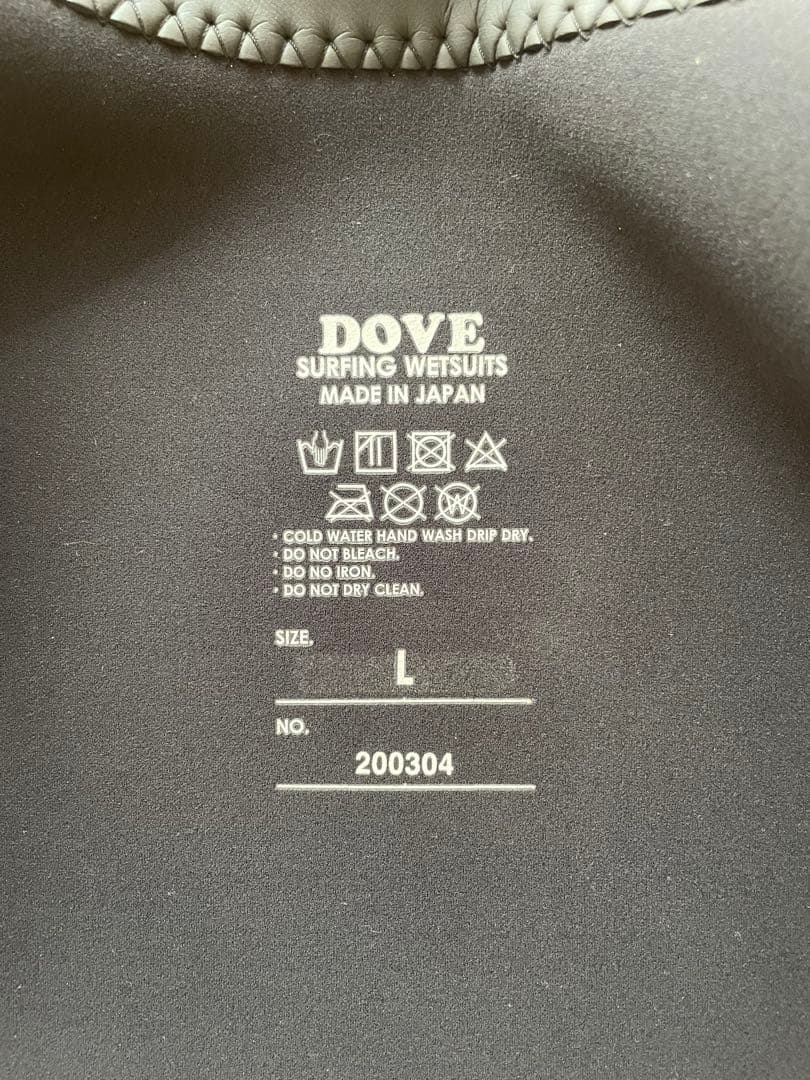 DOVE
SURFING WETSUITS
MADE IN JAPAN
W
• COLD WATER HAND WASH DRIP DRY.
• DO NOT BLEACH.
• DO NO IRON.
• DO NOT DRY CLEAN.
SIZE.
L
NO.
200304